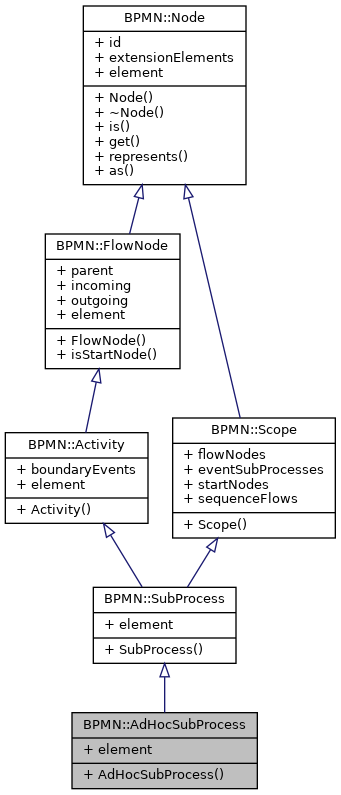 BPMN::Node
+ id
+ extensionElements
+ element
+ Node()
+ ~Node()
+ is()
+ get()
+ represents()
+ as()
BPMN::FlowNode
+ parent
+ incoming
+ outgoing
+ element
+ FlowNode()
+ isStartNode()
BPMN::Activity
+ boundaryEvents
+ element
+ Activity()
BPMN::Scope
+ flowNodes
+ eventSubProcesses
+ startNodes
+ sequenceFlows
+ Scope()
BPMN::SubProcess
+ element
+ SubProcess()
BPMN::AdHocSubProcess
+ element
+ AdHocSubProcess()